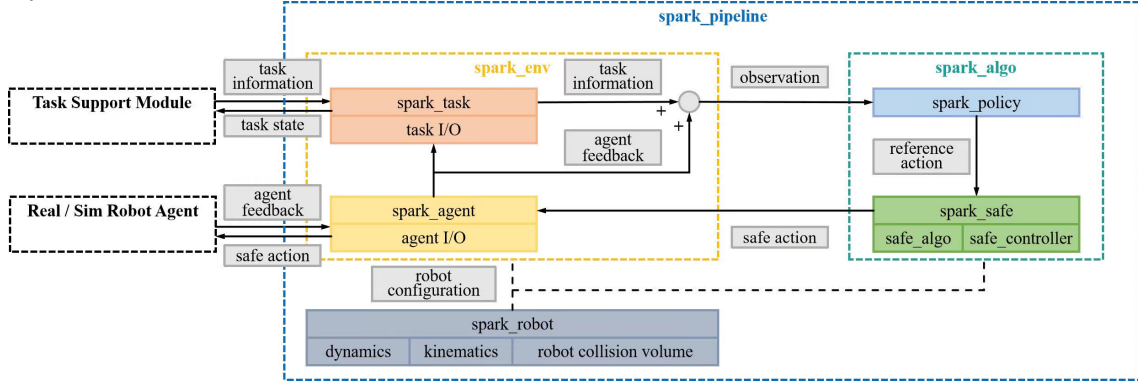 spark_pipeline
spark_env
spark_algo
task
information
task
information
observation
Task Support Module
spark_task
+
spark_policy
task state
task I/O
+
agent
feedback
reference
action
agent
feedback
Real / Sim Robot Agent
spark_agent
spark_safe
agent I/O
safe_algo
safe_controller
safe action
safe action
robot
configuration
spark_robot
dynamics
kinematics
robot collision volume